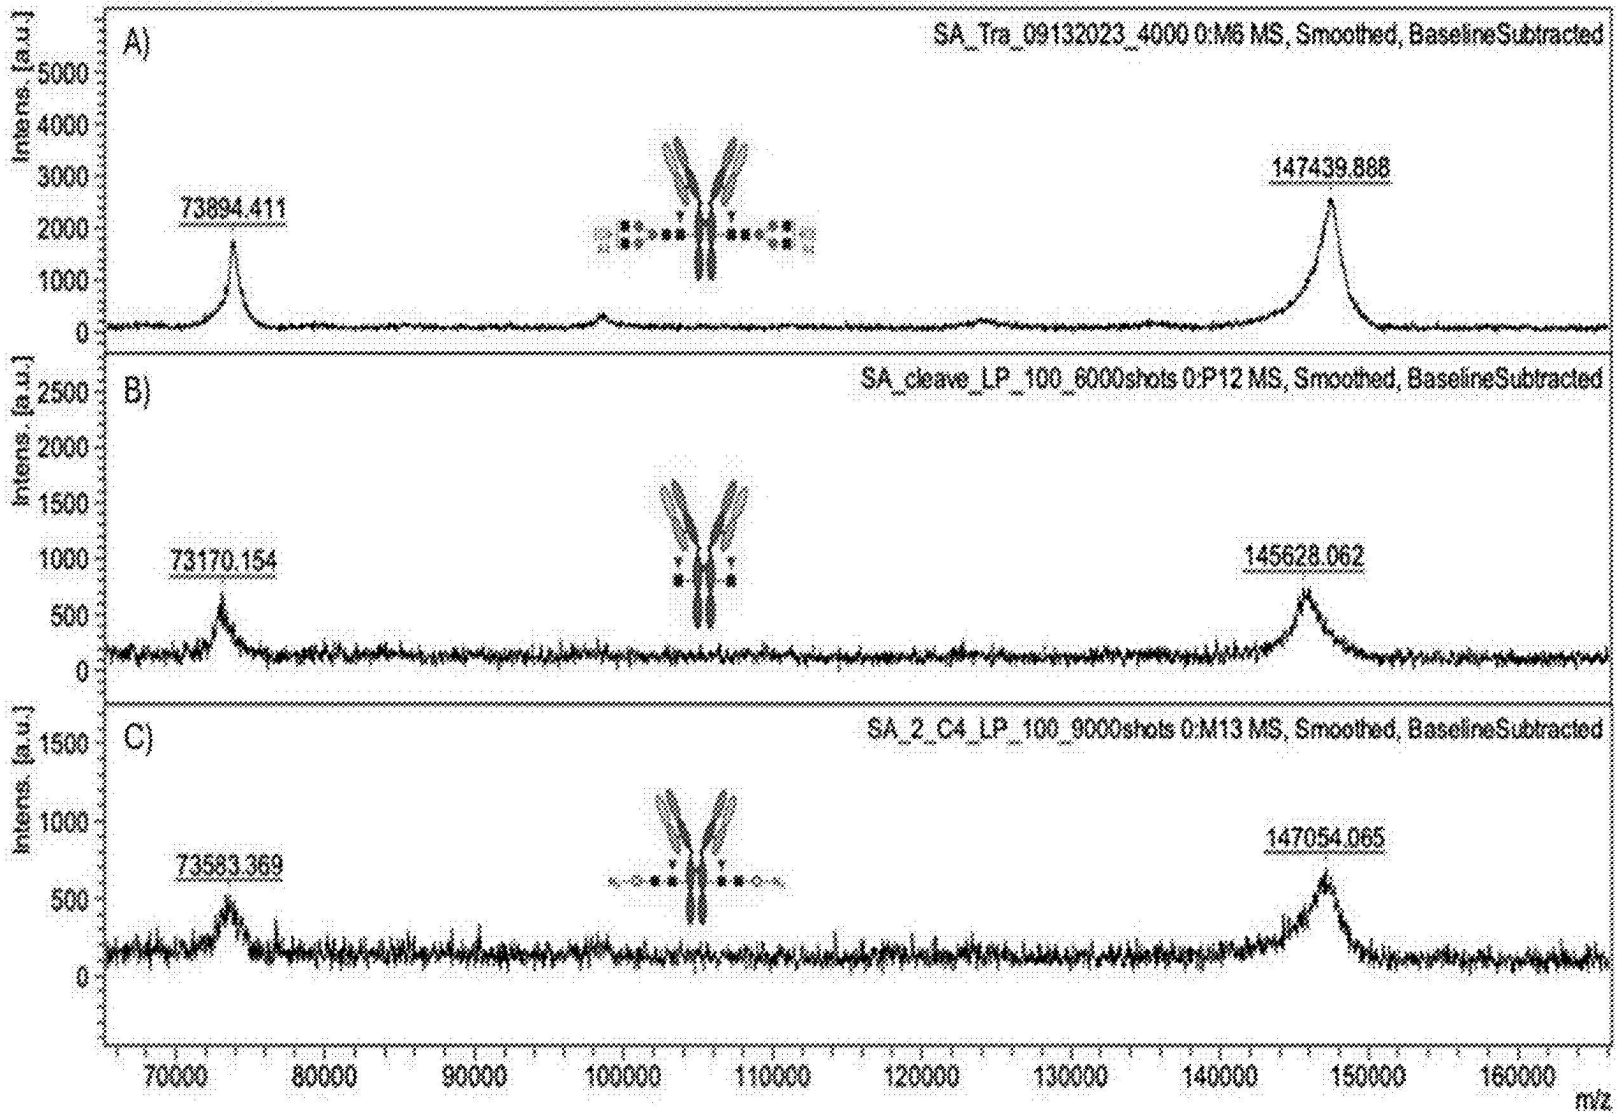 A)
SA_Tra_09132023_4000 0:M6 MS, Smoothed, BaselineSubtracted
Intens. [a.u.]
5000
4000
3000
2000
1000
0
73894.411
147439.888
B)
SA_cleave_LP_100_6000shots 0:P12 MS, Smoothed, BaselineSubtracted
Intens. [a.u.]
2500
2000
1500
1000
500
0
73170.154
145628.062
C)
SA_2_C4_LP_100_9000shots 0:M13 MS, Smoothed, BaselineSubtracted
Intens. [a.u.]
1500
1000
500
0
73583.369
147054.065
70000 80000 90000 100000 110000 120000 130000 140000 150000 160000
m/z